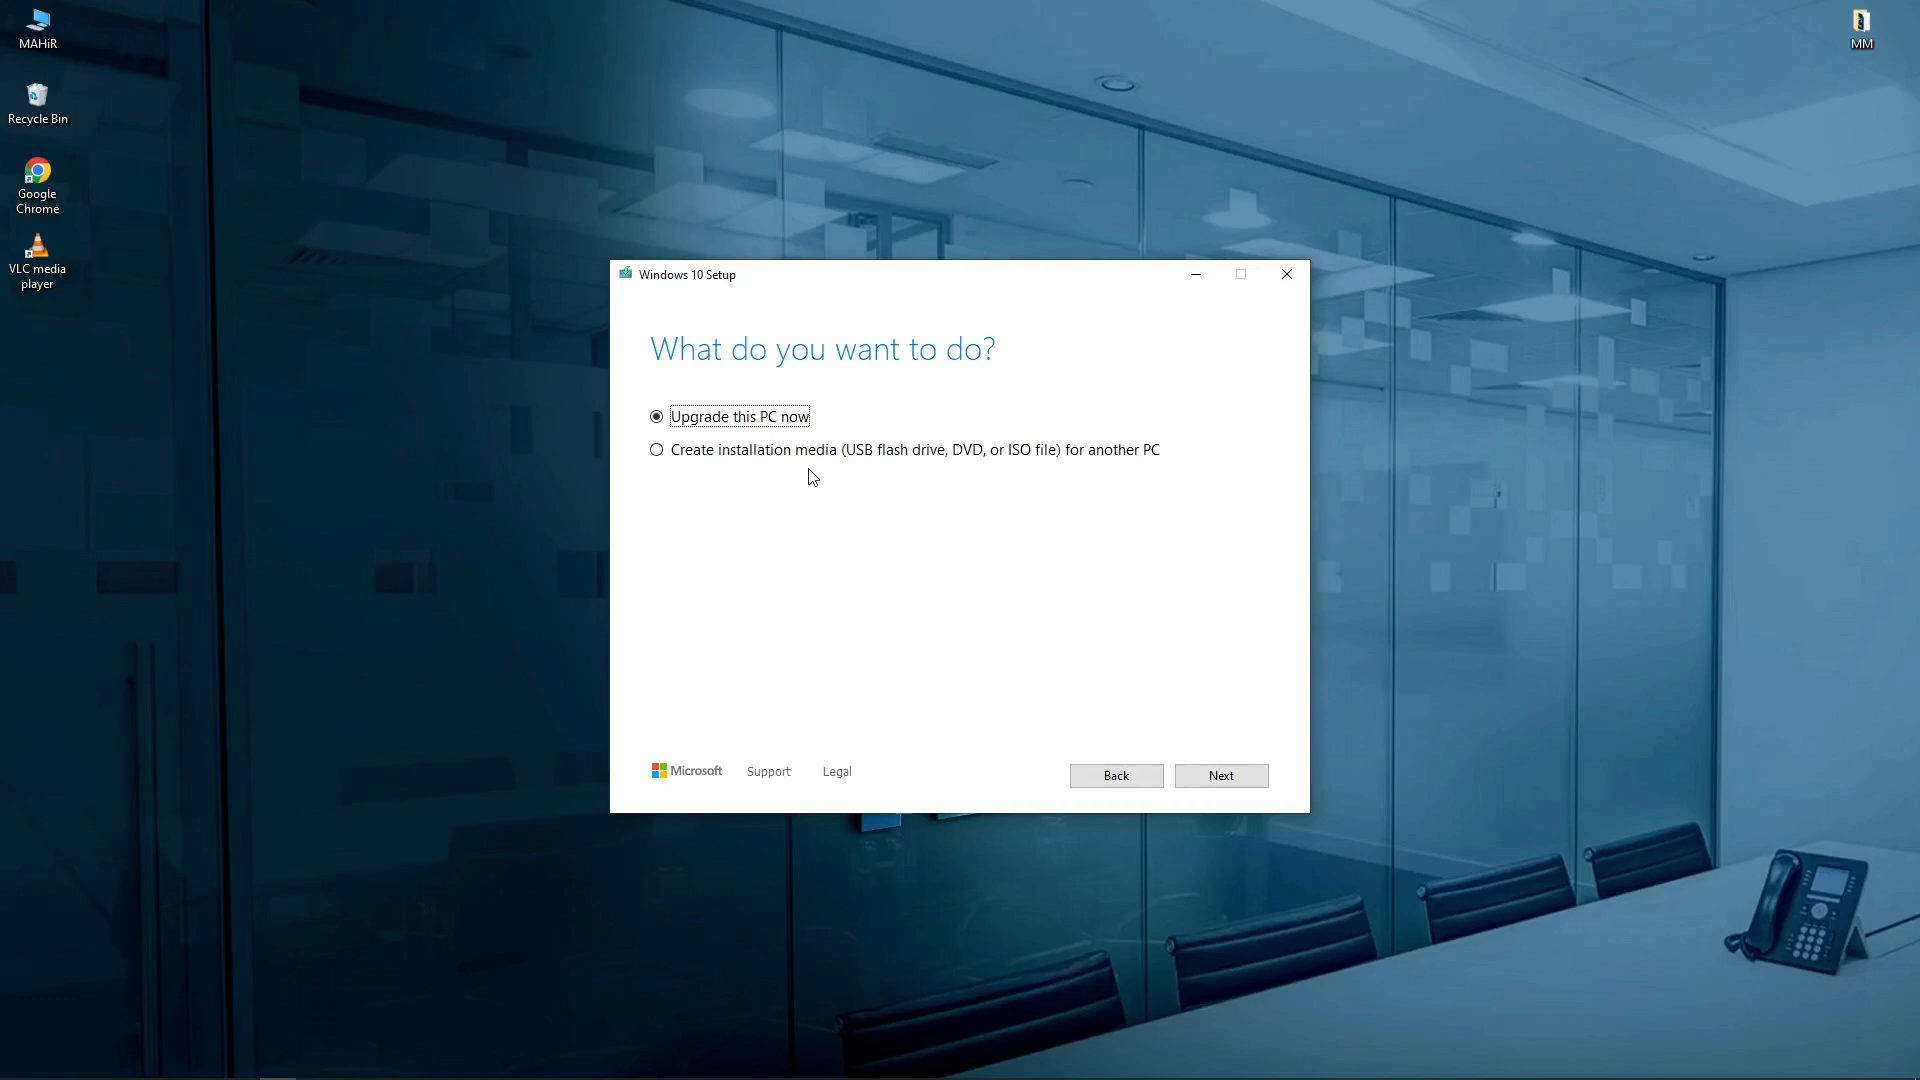 MAHiR
MM
Recycle Bin
Google
Chrome
VLC media
player
Windows 10 Setup
What do you want to do?
Upgrade this PC now
Create installation media (USB flash drive, DVD, or ISO file) for another PC
Microsoft
Support
Legal
Back
Next